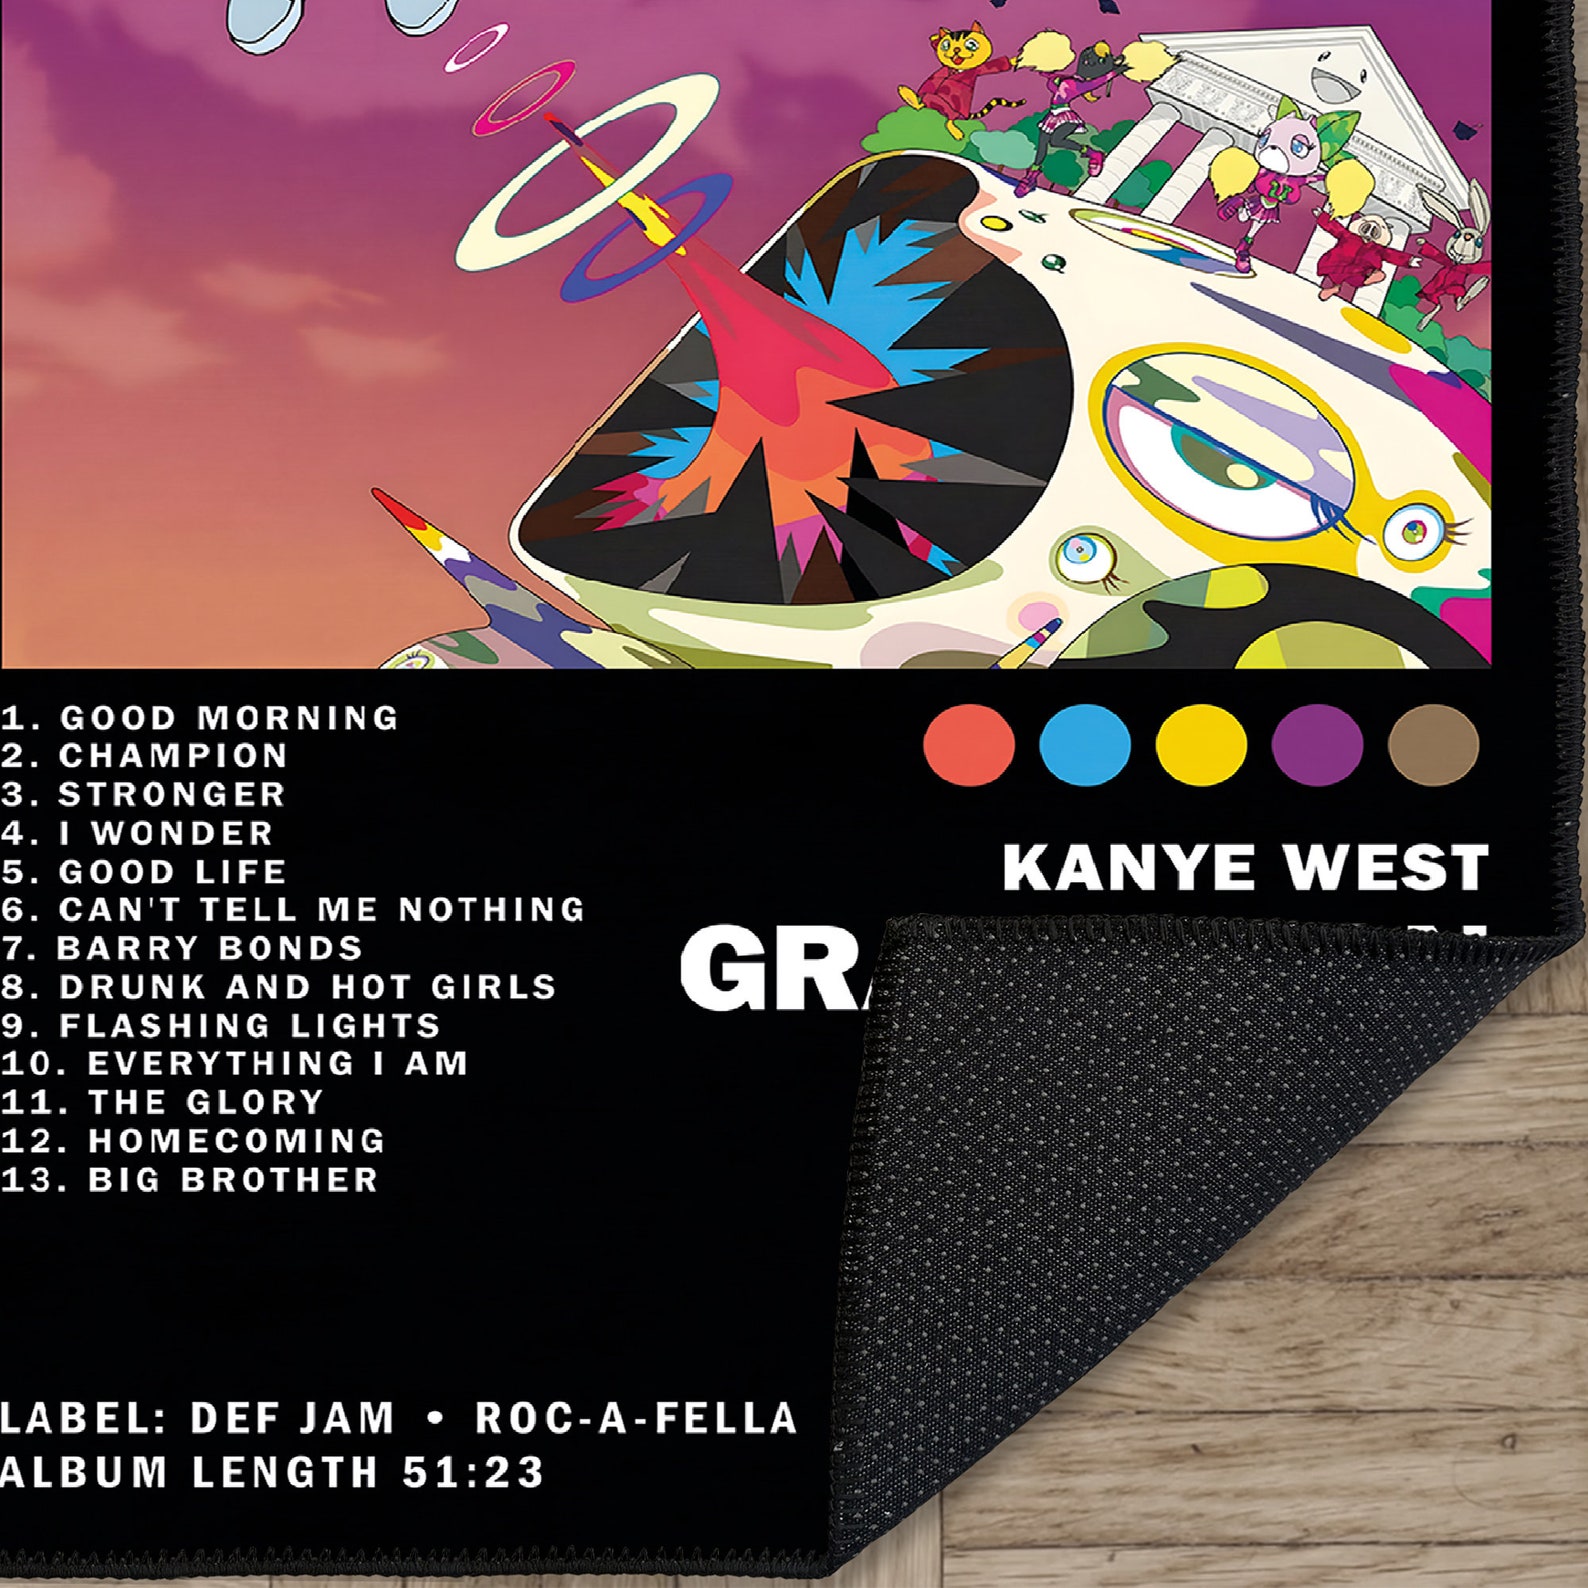 1. GOOD MORNING
2. CHAMPION
3. STRONGER
4. I WONDER
5. GOOD LIFE
6. CAN'T TELL ME NOTHING
7. BARRY BONDS
8. DRUNK AND HOT GIRLS
9. FLASHING LIGHTS
10. EVERYTHING I AM
11. THE GLORY
12. HOMECOMING
13. BIG BROTHER
KANYE WEST
LABEL: DEF JAM • ROC-A-FELLA
ALBUM LENGTH 51:23